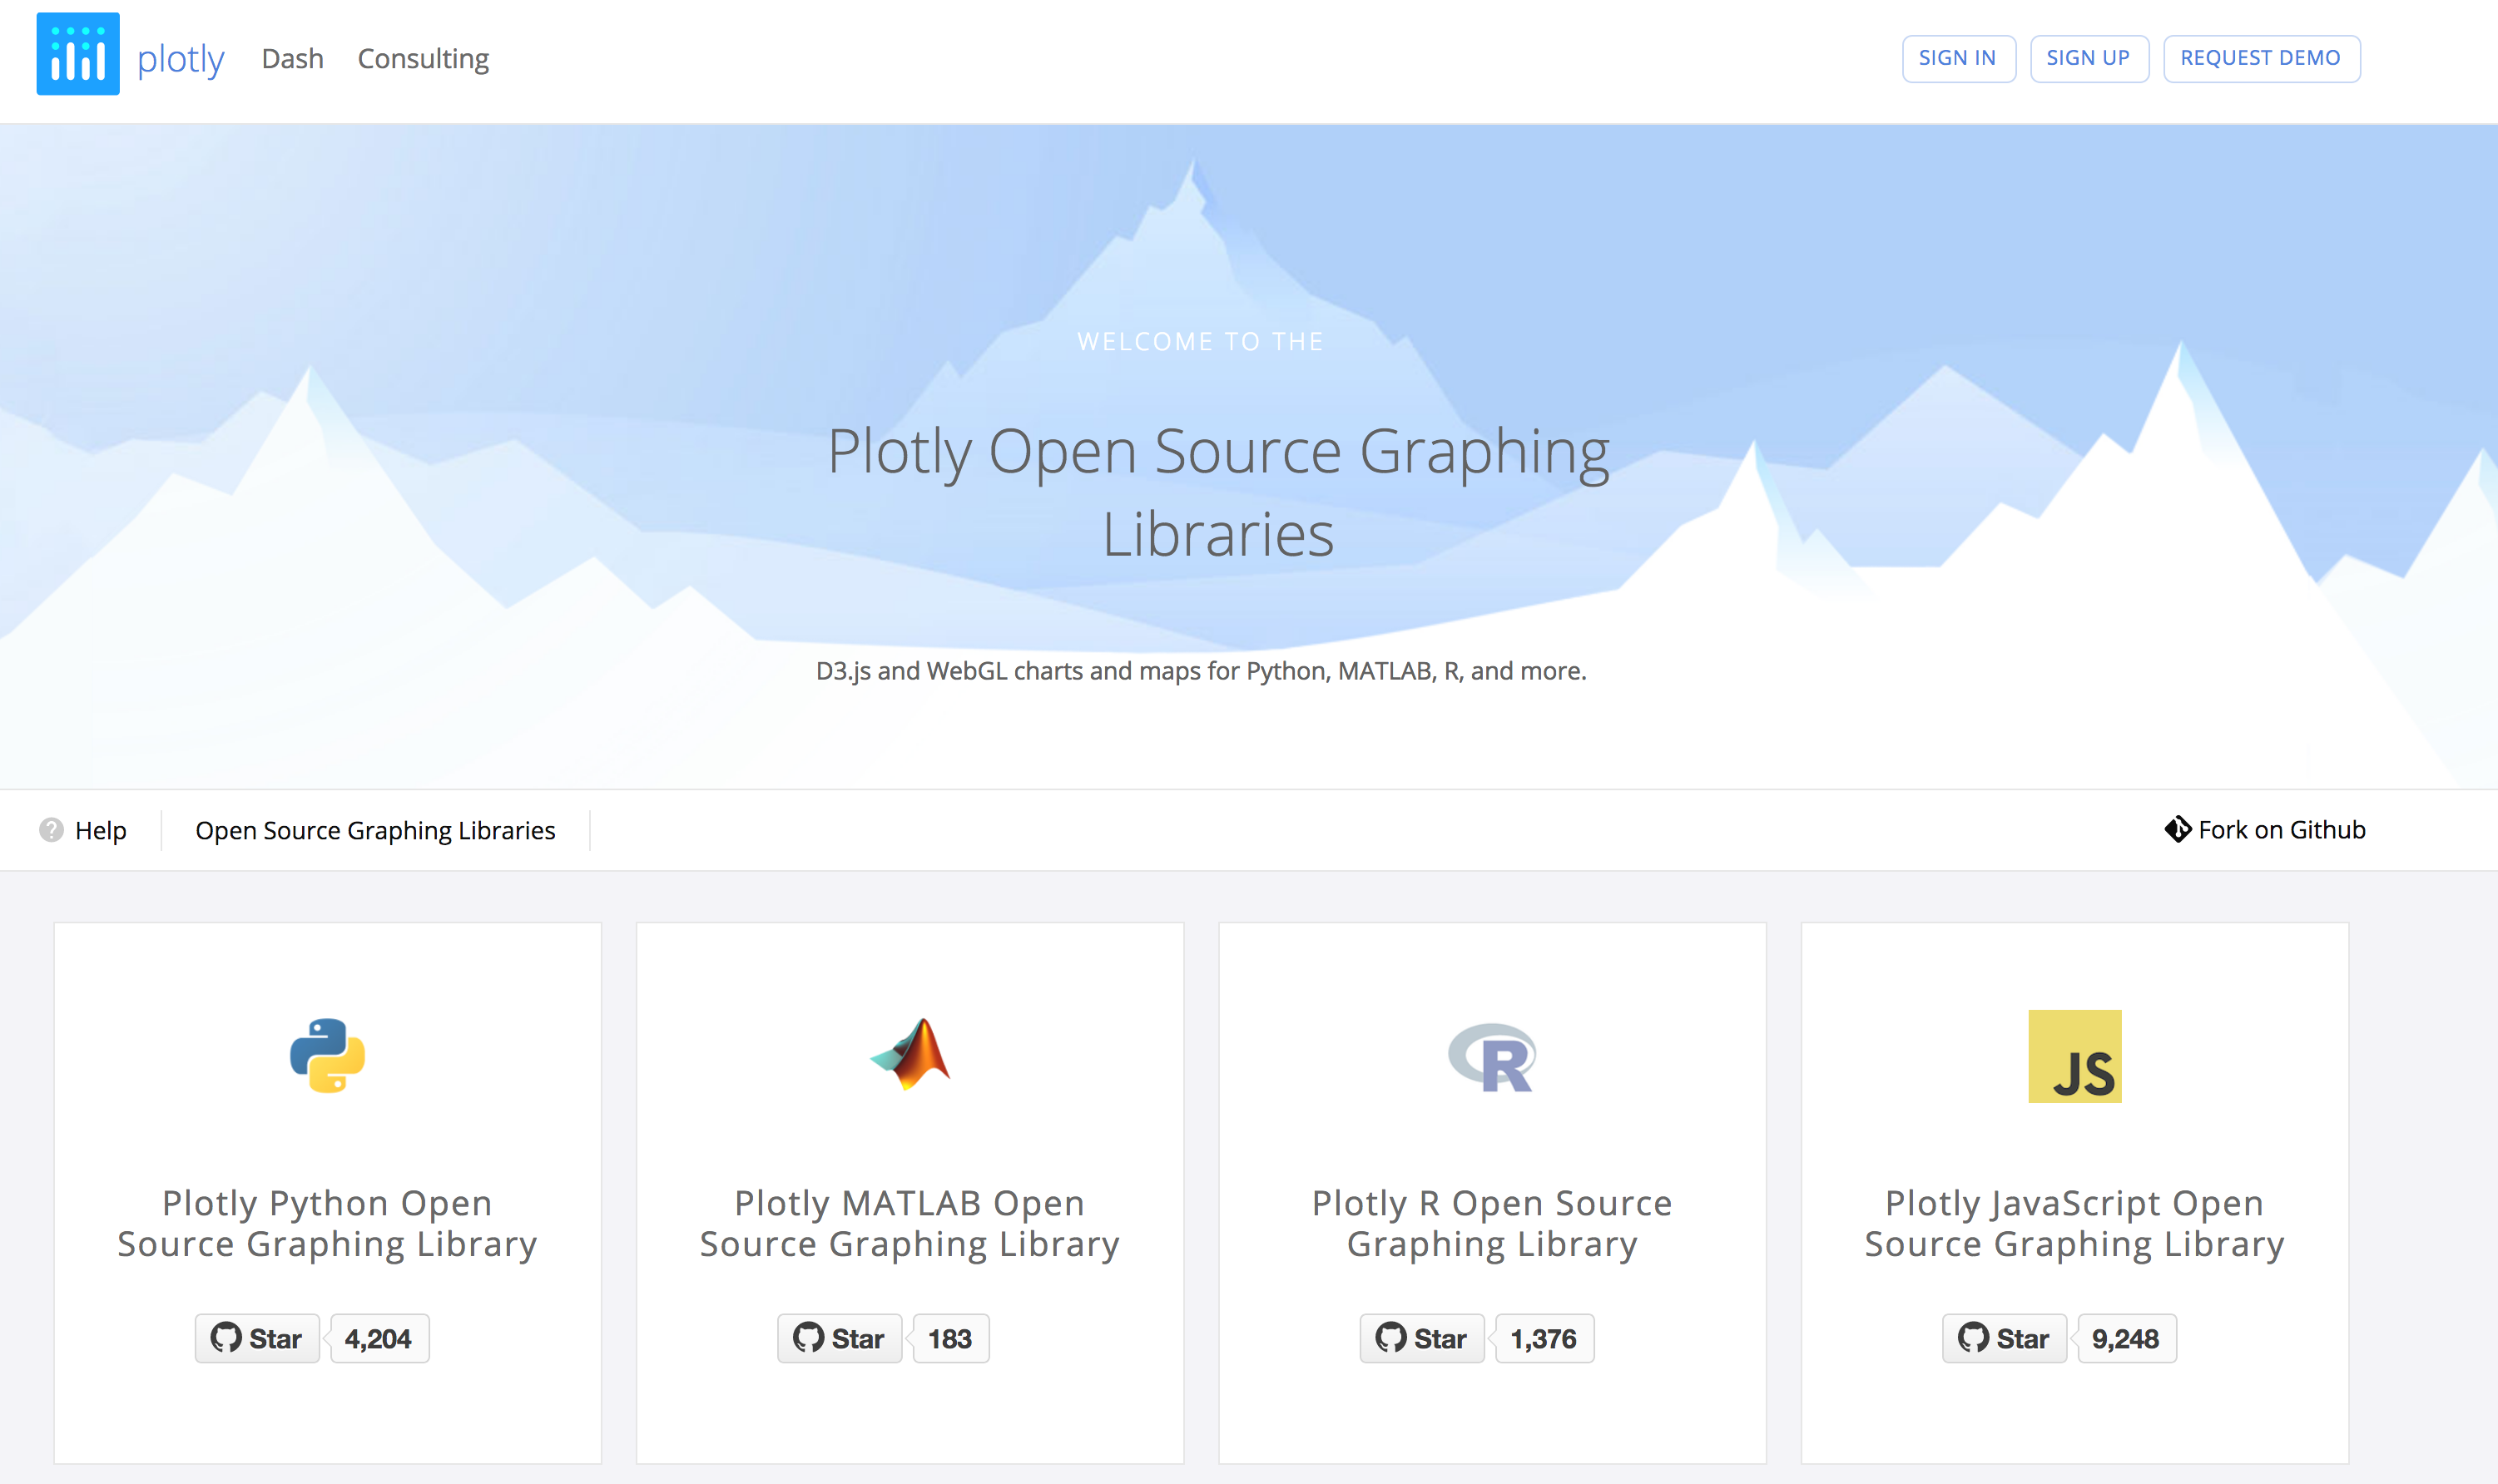 plotly Dash Consulting SIGN IN SIGN UP REQUEST DEMO
WELCOME TO THE
Plotly Open Source Graphing
Libraries
D3.js and WebGL charts and maps for Python, MATLAB, R, and more.
? Help Open Source Graphing Libraries Fork on Github
R
JS
Plotly Python Open
Source Graphing Library
Star 4,204
Plotly MATLAB Open
Source Graphing Library
Star 183
Plotly R Open Source
Graphing Library
Star 1,376
Plotly JavaScript Open
Source Graphing Library
Star 9,248